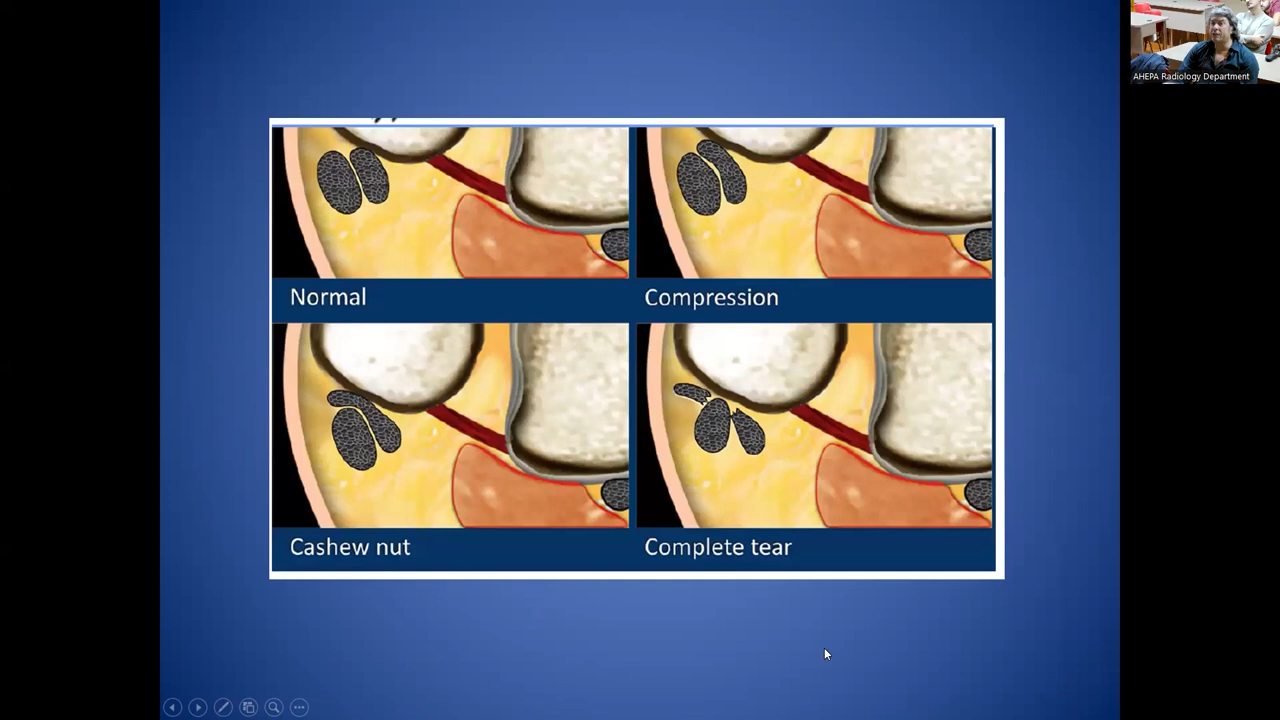 AHEPA Radiology Department
Normal
Compression
Cashew nut
Complete tear